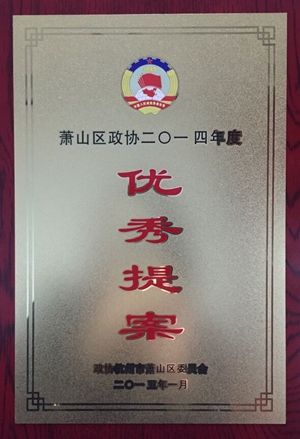 萧山区政协二〇一四年度
优秀提案
政协杭州市萧山区委员会
二〇一五年一月